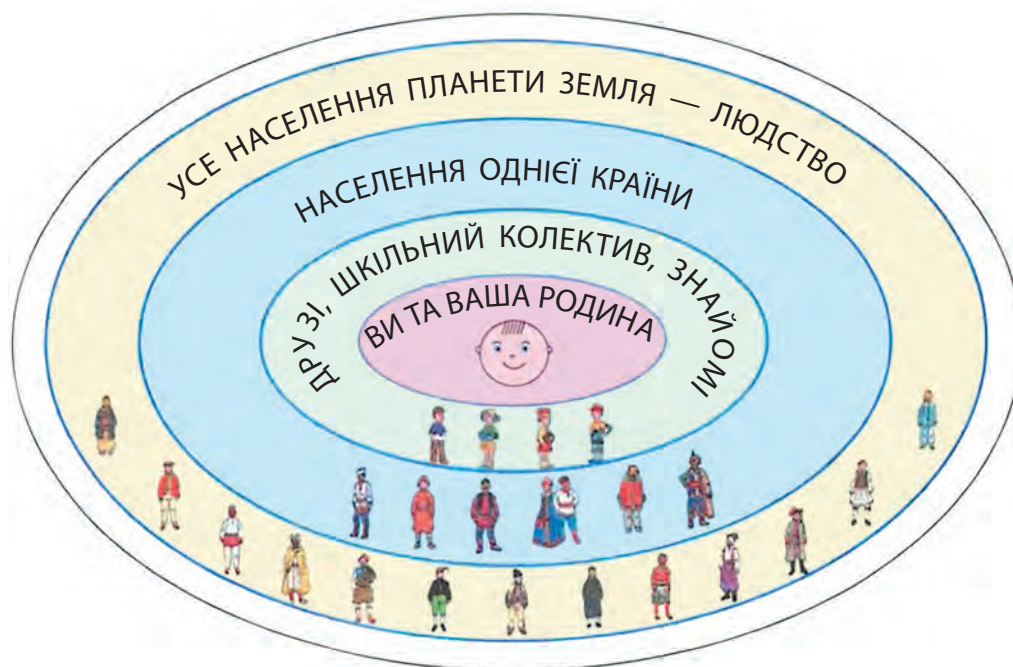 УСЕ НАСЕЛЕННЯ ПЛАНЕТИ ЗЕМЛЯ — ЛЮДСТВО
НАСЕЛЕННЯ ОДНІЄЇ КРАЇНИ
ДРУЗІ, ШКІЛЬНИЙ КОЛЕКТИВ, ЗНАЙОМІ
ВИ ТА ВАША РОДИНА